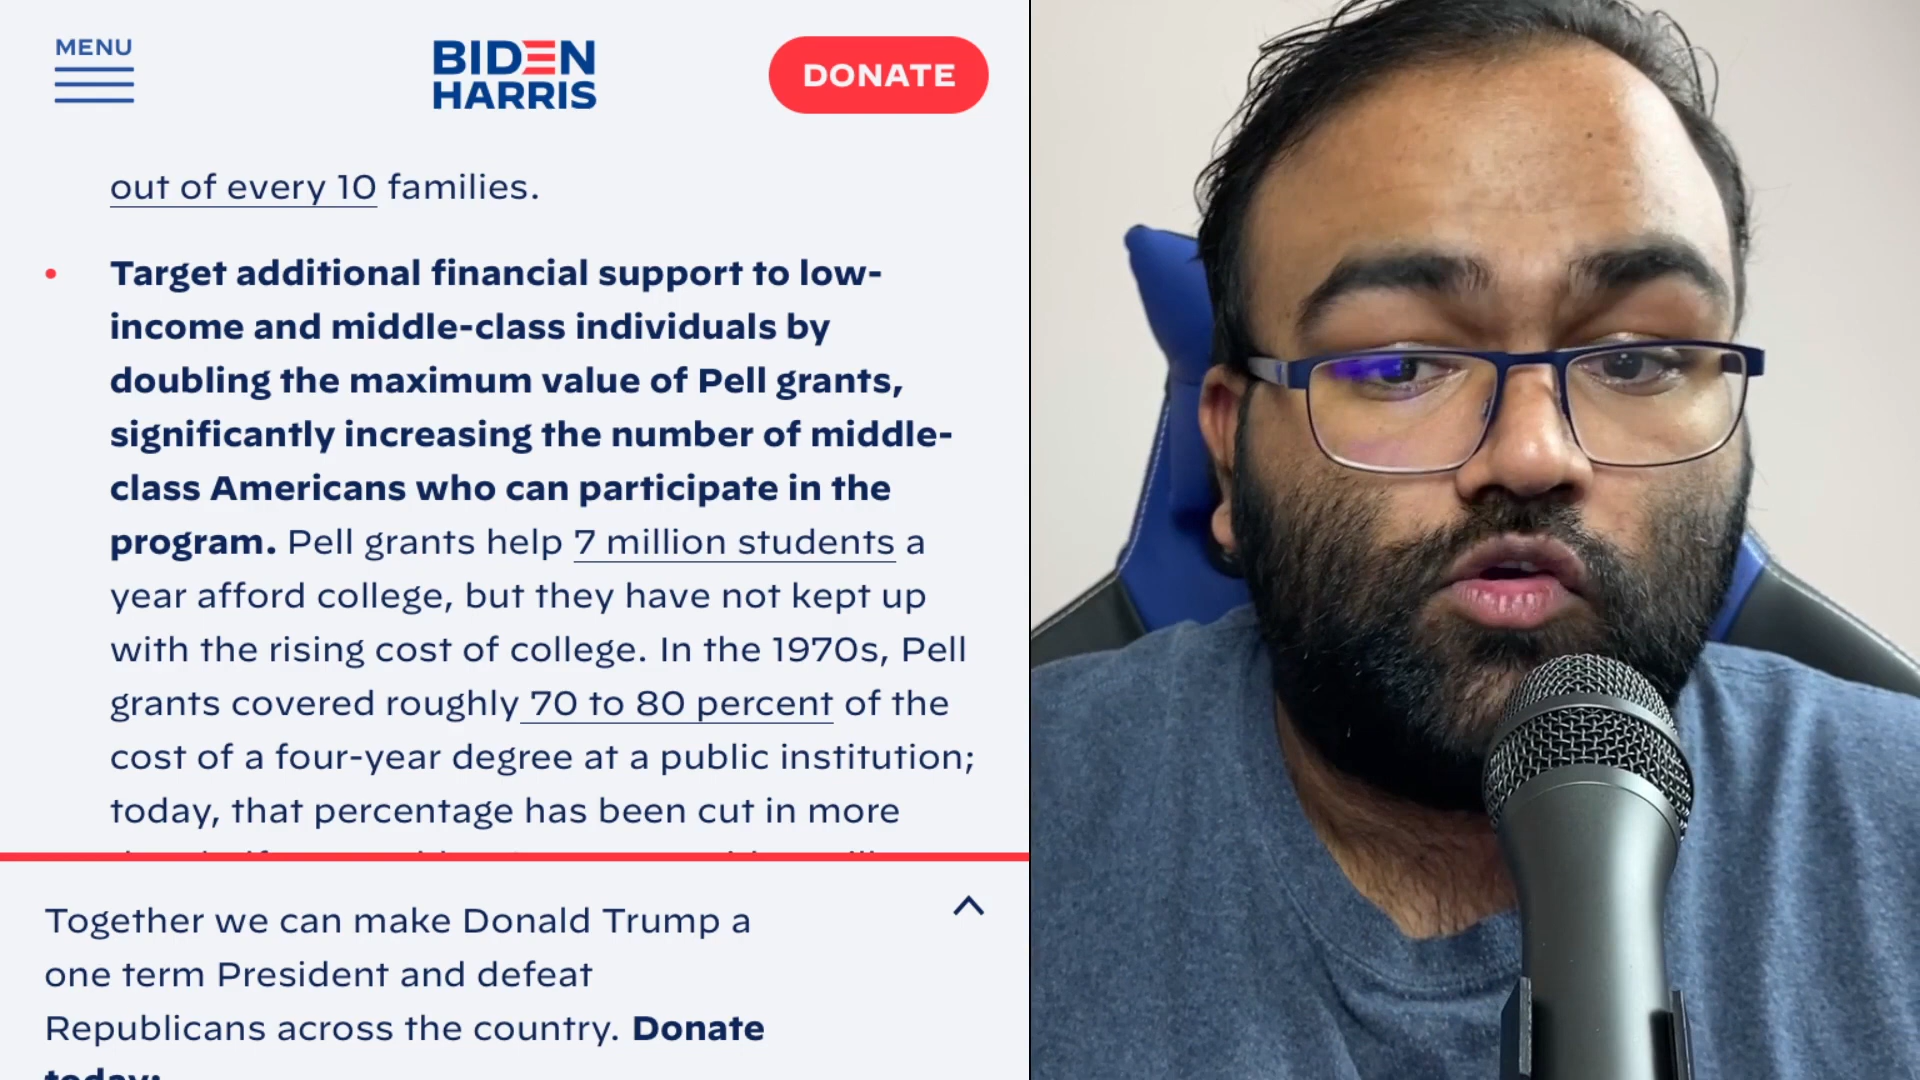 MENU
BIDEN
HARRIS
DONATE
out of every 10 families.
• Target additional financial support to low-
income and middle-class individuals by
doubling the maximum value of Pell grants,
significantly increasing the number of middle-
class Americans who can participate in the
program. Pell grants help 7 million students a
year afford college, but they have not kept up
with the rising cost of college. In the 1970s, Pell
grants covered roughly 70 to 80 percent of the
cost of a four-year degree at a public institution;
today, that percentage has been cut in more
Together we can make Donald Trump a
one term President and defeat
Republicans across the country. Donate
today: